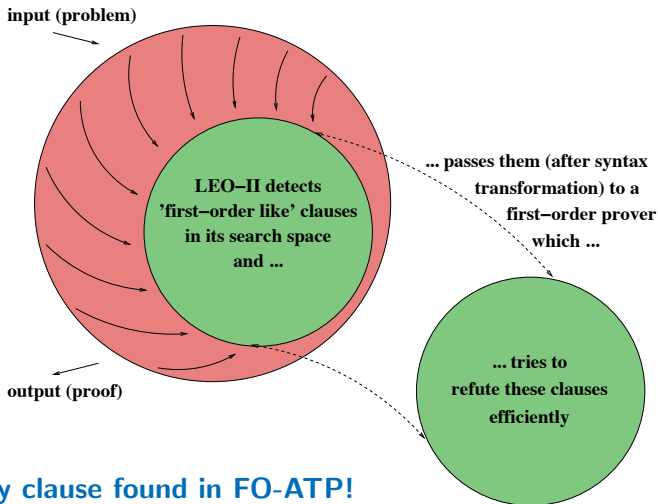 input (problem)
LEO–II detects
'first–order like' clauses
in its search space
and ...
... passes them (after syntax
transformation) to a
first–order prover
which ...
... tries to
refute these clauses
efficiently
output (proof)
y clause found in FO-ATP!